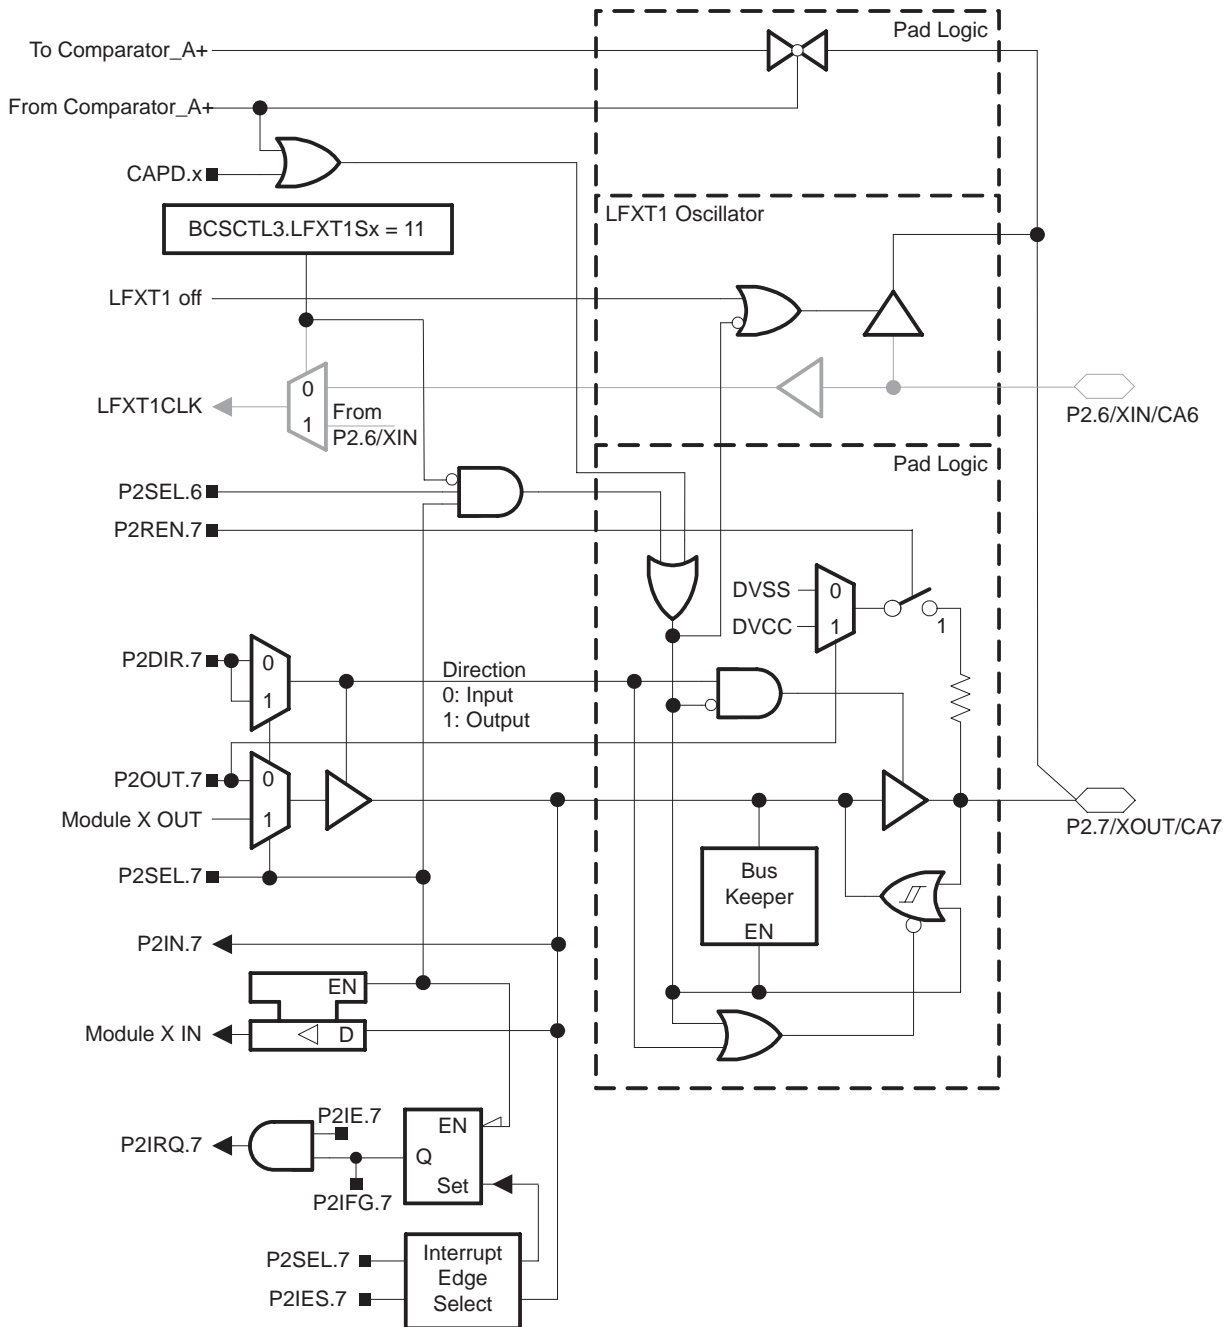 Pad Logic
To Comparator_A+
From Comparator_A+
CAPD.x
BCSCTL3.LFXT1Sx = 11
LFXT1 Oscillator
LFXT1 off
0
LFXT1CLK
1
From
P2.6/XIN
P2.6/XIN/CA6
Pad Logic
P2SEL.6
P2REN.7
DVSS
0
DVCC
1
1
P2DIR.7
0
1
Direction
0: Input
1: Output
P2OUT.7
0
Module X OUT
1
P2.7/XOUT/CA7
P2SEL.7
Bus
Keeper
EN
P2IN.7
EN
Module X IN
D
P2IE.7
EN
P2IRQ.7
Q
Set
P2IFG.7
P2SEL.7
P2IES.7
Interrupt
Edge
Select